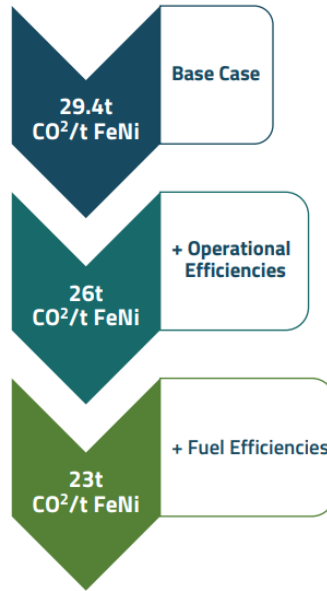 29.4t
CO²/t FeNi
Base Case
26t
CO²/t FeNi
+ Operational
Efficiencies
23t
CO²/t FeNi
+ Fuel Efficiencies